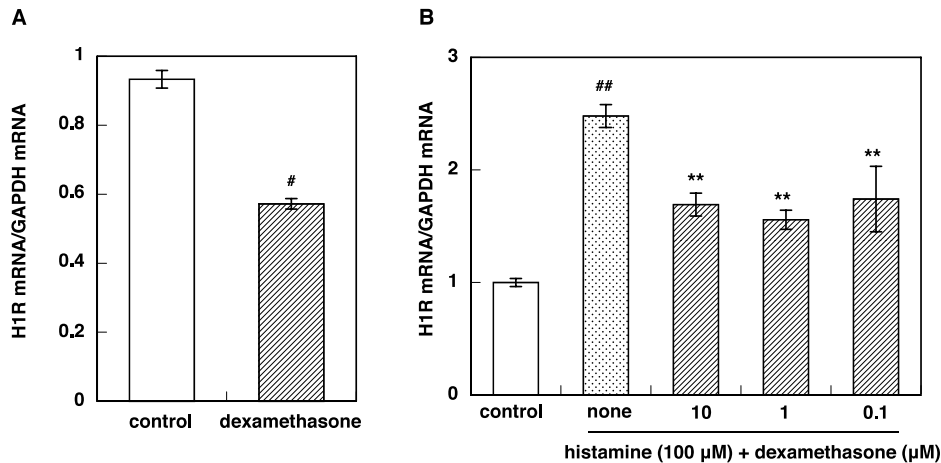 A
H1R mRNA/GAPDH mRNA
1
0.8
0.6
0.4
0.2
0
#
control dexamethasone
B
H1R mRNA/GAPDH mRNA
3
2
1
0
##
**
**
**
control none 10 1 0.1
histamine (100 μM) + dexamethasone (μM)